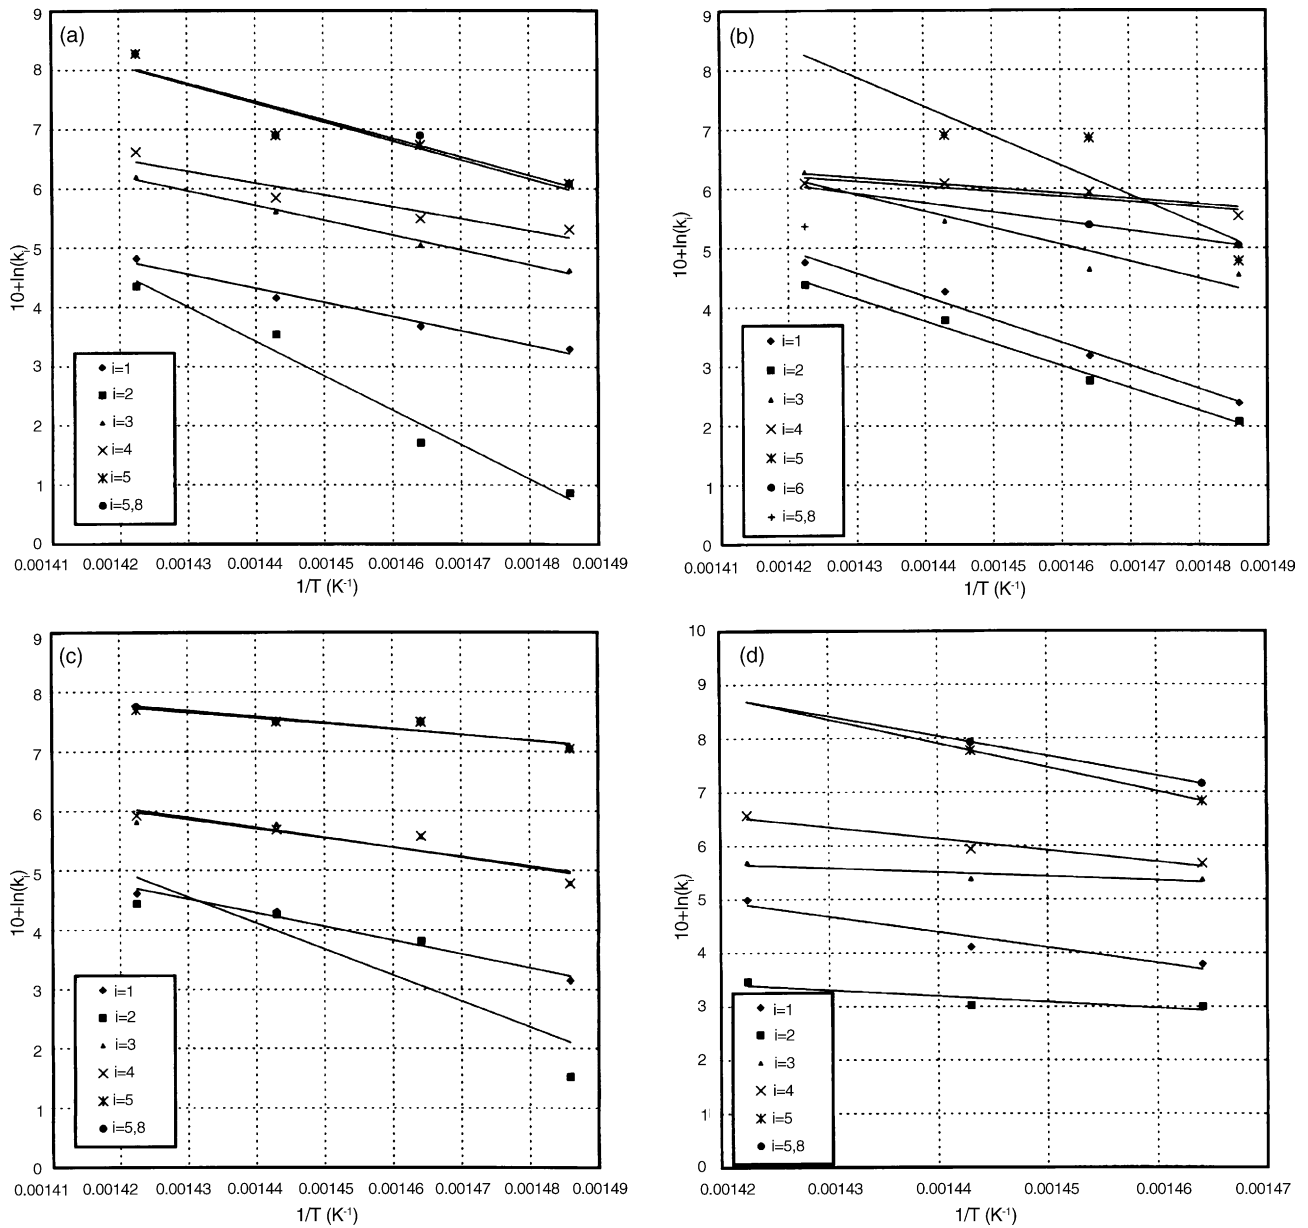 (a)
9
8
7
6
5
4
3
2
1
0
10+ln(kᵢ)
i=1
i=2
i=3
i=4
i=5
i=5,8
0.00141 0.00142 0.00143 0.00144 0.00145 0.00146 0.00147 0.00148 0.00149
1/T (K⁻¹)
(b)
9
8
7
6
5
4
3
2
1
0
10+ln(kᵢ)
i=1
i=2
i=3
i=4
i=5
i=6
i=5,8
0.00141 0.00142 0.00143 0.00144 0.00145 0.00146 0.00147 0.00148 0.00149
1/T (K⁻¹)
(c)
9
8
7
6
5
4
3
2
1
0
10+ln(kᵢ)
i=1
i=2
i=3
i=4
i=5
i=5,8
0.00141 0.00142 0.00143 0.00144 0.00145 0.00146 0.00147 0.00148 0.00149
1/T (K⁻¹)
(d)
10
9
8
7
6
5
4
3
2
1
0
10+ln(kᵢ)
i=1
i=2
i=3
i=4
i=5
i=5,8
0.00142 0.00143 0.00144 0.00145 0.00146 0.00147
1/T (K⁻¹)